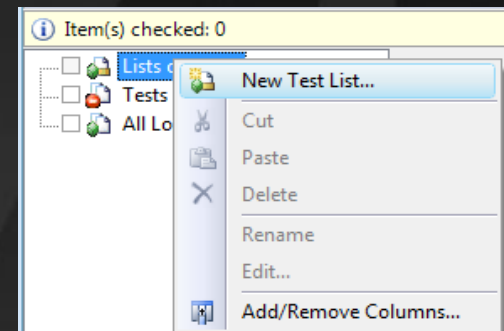 Item(s) checked: 0
Lists
New Test List...
Tests
All Lo
Cut
Paste
Delete
Rename
Edit...
Add/Remove Columns...